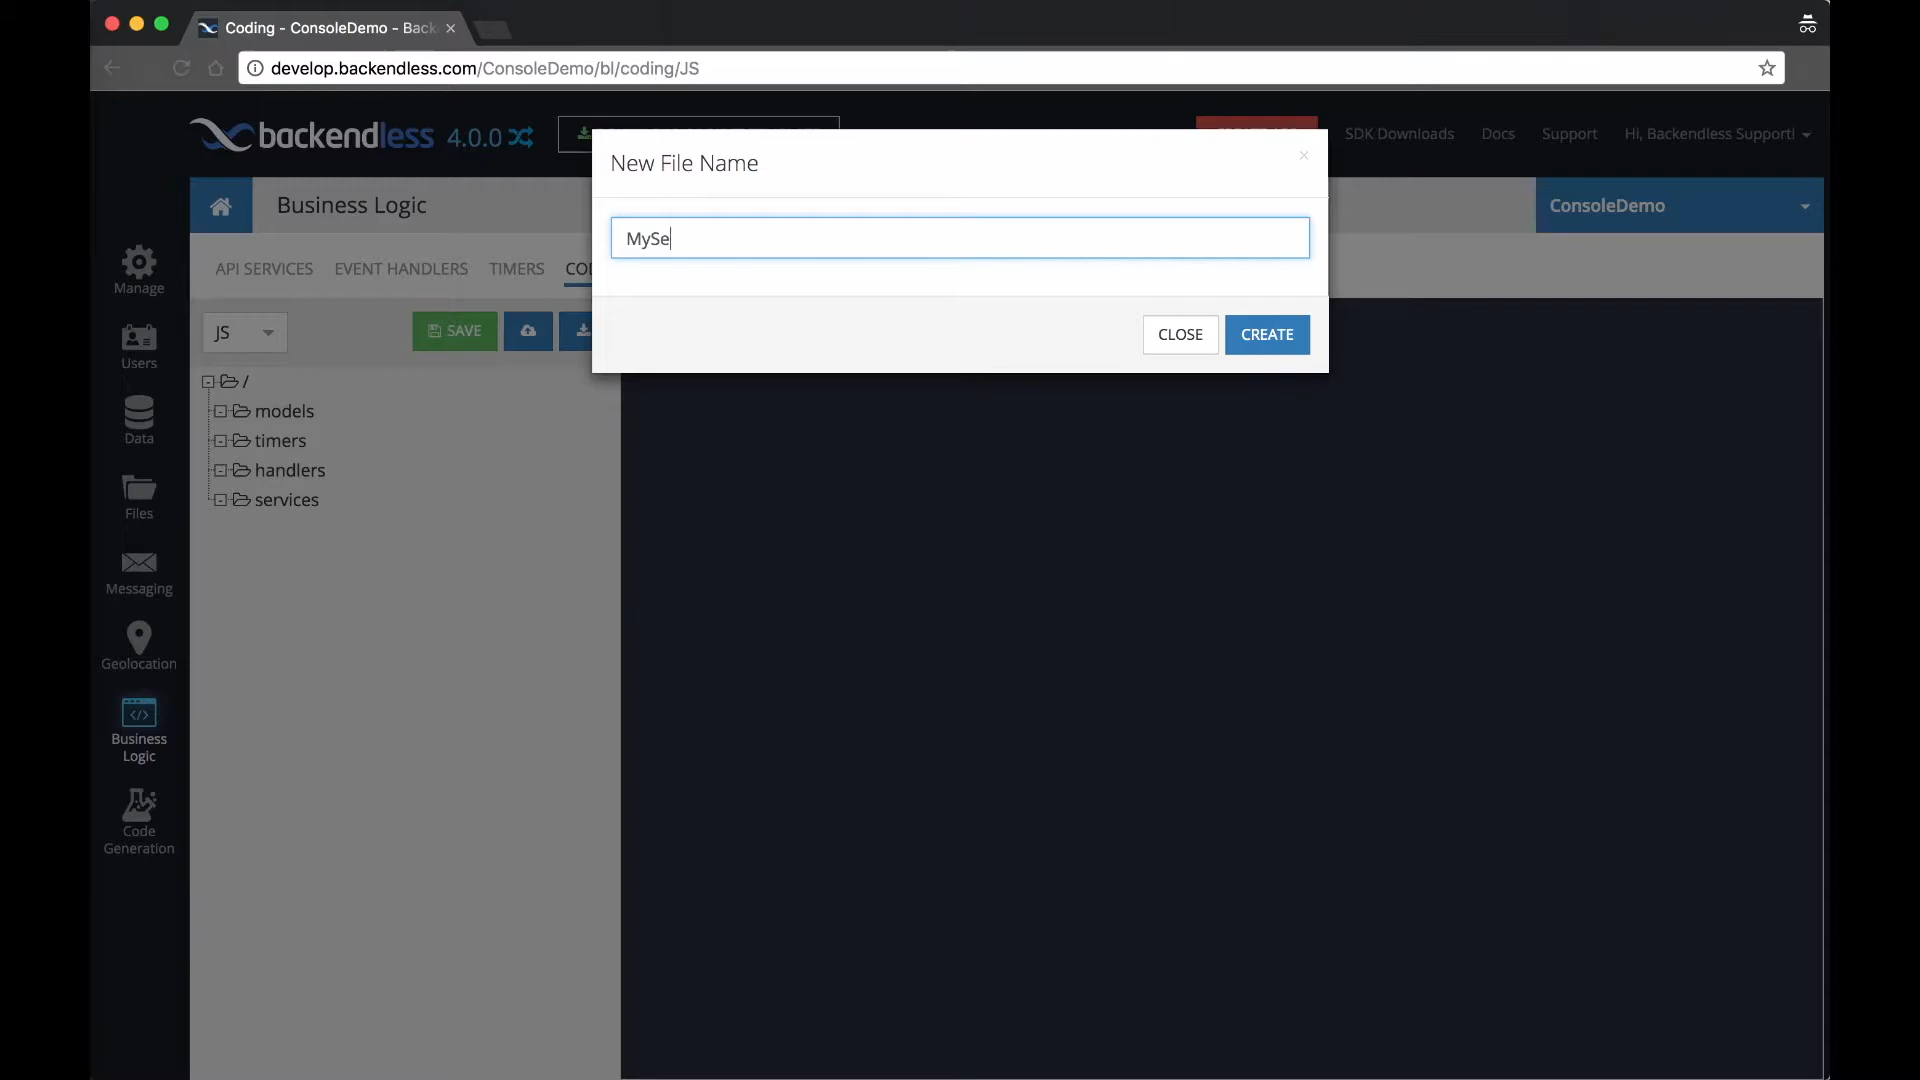 Coding - ConsoleDemo - Back
develop.backendless.com/ConsoleDemo/bl/coding/JS
backendless 4.0.0
SDK Downloads
Docs
Support
Hi, Backendless Support!
New File Name
×
Business Logic
ConsoleDemo
MySe
Manage
API SERVICES
EVENT HANDLERS
TIMERS
CLOSE
CREATE
JS
SAVE
Users
/
models
timers
handlers
services
Data
Files
Messaging
Geolocation
Business
Logic
Code
Generation